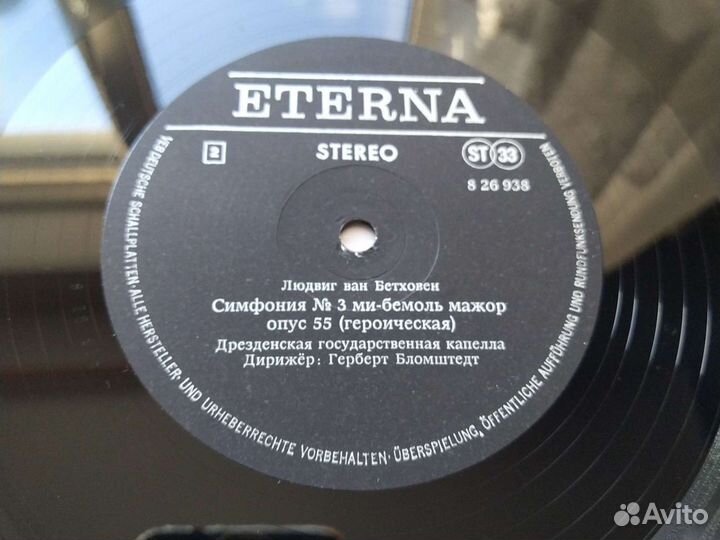 ETERNA
2 STEREO ST 33
8 26 938
Людвиг ван Бетховен
Симфония № 3 ми-бемоль мажор
опус 55 (героическая)
Дрезденская государственная капелла
Дирижёр: Герберт Бломштедт
VEB DEUTSCHE SCHALLPLATTEN · ALLE HERSTELLER- UND URHEBERRECHTE VORBEHALTEN · ÜBERSPIELUNG, ÖFFENTLICHE AUFFÜHRUNG UND RUNDFUNKSENDUNG VERBOTEN
Avito